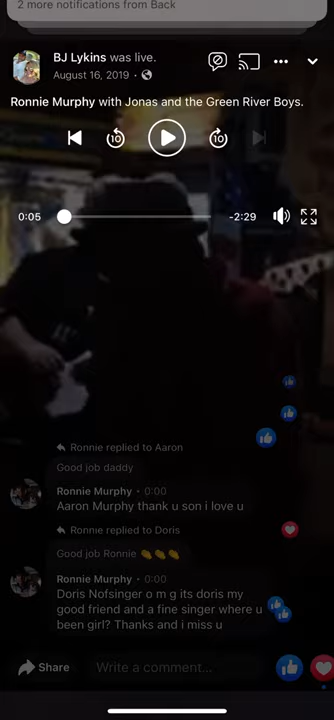 2 more notifications from Back
BJ Lykins was live.
August 16, 2019 ·
Ronnie Murphy with Jonas and the Green River Boys.
10
10
0:05
-2:29
Ronnie replied to Aaron
Good job daddy
Ronnie Murphy · 0:00
Aaron Murphy thank u son i love u
Ronnie replied to Doris
Good job Ronnie 👏👏👏
Ronnie Murphy · 0:00
Doris Nofsinger o m g its doris my
good friend and a fine singer where u
been girl? Thanks and i miss u
Share
Write a comment...